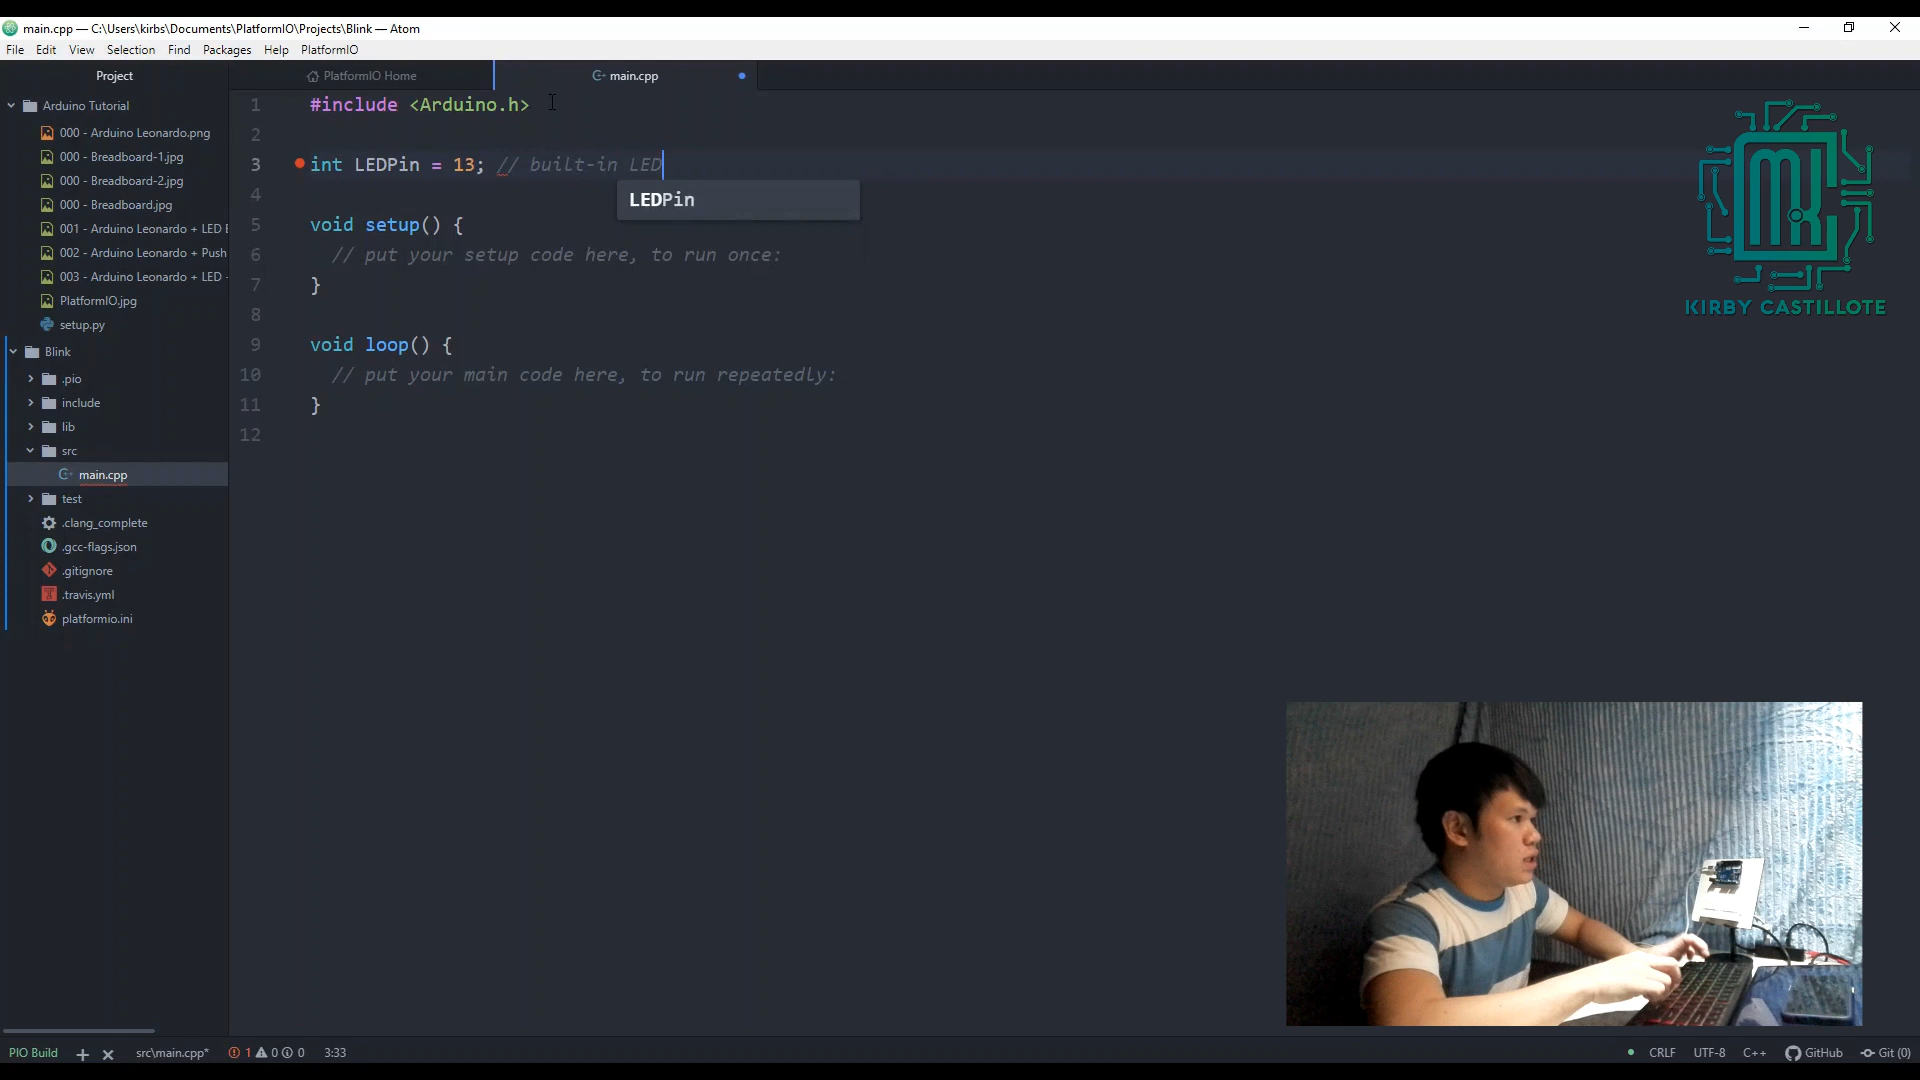 main.cpp — C:\Users\kirbs\Documents\PlatformIO\Projects\Blink — Atom
File Edit View Selection Find Packages Help PlatformIO
Project
PlatformIO Home
main.cpp
Arduino Tutorial
000 - Arduino Leonardo.png
000 - Breadboard-1.jpg
000 - Breadboard-2.jpg
000 - Breadboard.jpg
001 - Arduino Leonardo + LED
002 - Arduino Leonardo + Push
003 - Arduino Leonardo + LED
PlatformIO.jpg
setup.py
Blink
.pio
include
lib
src
main.cpp
test
.clang_complete
.gcc-flags.json
.gitignore
.travis.yml
platformio.ini
1 #include <Arduino.h>
2
3 int LEDPin = 13; // built-in LED
LEDPin
4
5 void setup() {
6 // put your setup code here, to run once:
7 }
8
9 void loop() {
10 // put your main code here, to run repeatedly:
11 }
12
KIRBY CASTILLOTE
PIO Build + × src\main.cpp* 1 0 0 3:33 CRLF UTF-8 C++ GitHub Git (0)